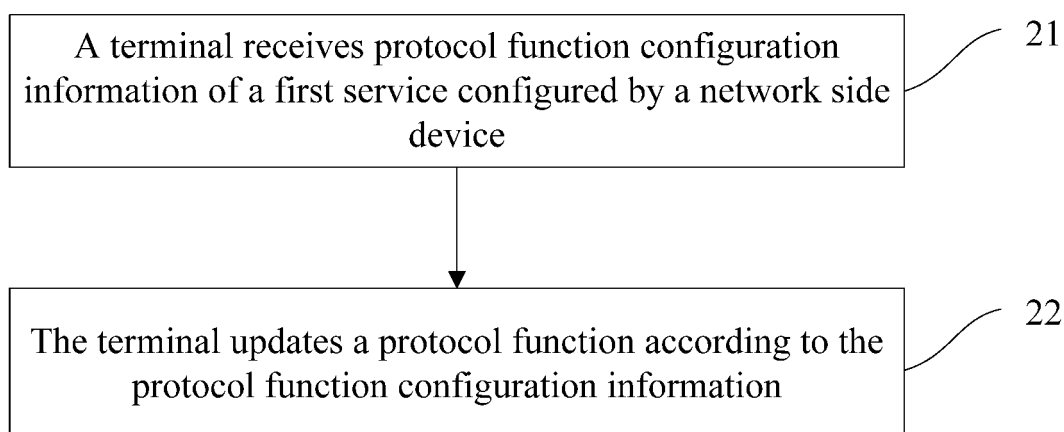 A terminal receives protocol function configuration
information of a first service configured by a network side
device
21
The terminal updates a protocol function according to the
protocol function configuration information
22